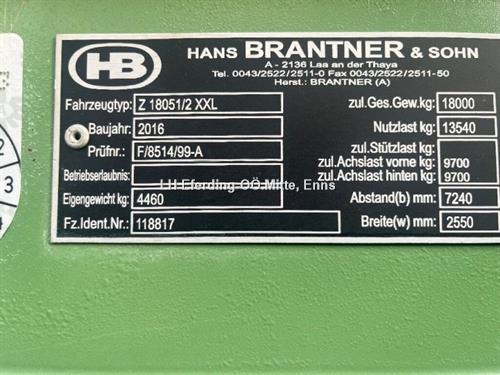 HB
HANS BRANTNER & SOHN
A - 2136 Laa an der Thaya
Tel. 0043/2522/2511-0 Fax 0043/2522/2511-50
Herst.: BRANTNER (A)
Fahrzeugtyp: Z 18051/2 XXL
zul.Ges.Gew.kg: 18000
Baujahr: 2016
Nutzlast kg: 13540
Prüfnr.: F/8514/99-A
zul.Stützlast kg:
zul.Achslast vorne kg: 9700
Betriebserlaubnis:
zul.Achslast hinten kg: 9700
LH Eferding-OÖ.Mitte, Enns
Eigengewicht kg: 4460
Abstand(b) mm: 7240
Fz.Ident.Nr.: 118817
Breite(w) mm: 2550
2
3